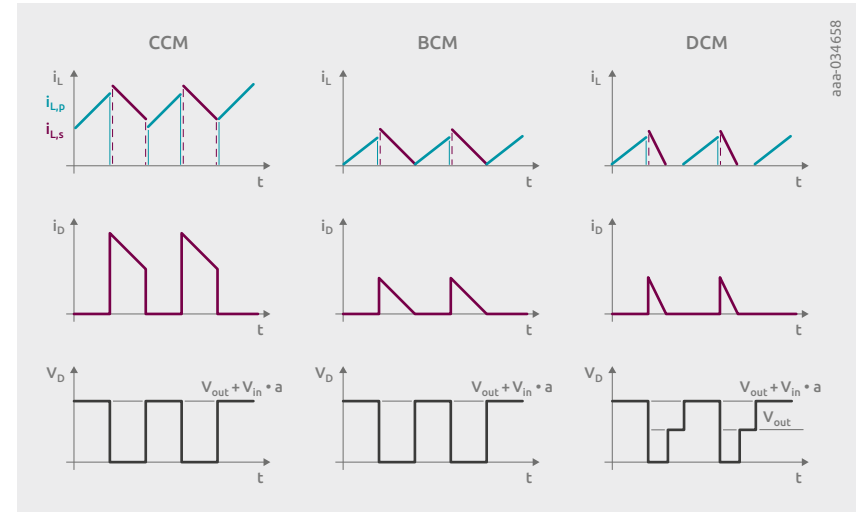 CCM
BCM
DCM
aaa-034658
iL
iL,p
iL,s
t
iL
t
iL
t
iD
t
iD
t
iD
t
VD
Vout + Vin • a
t
VD
Vout + Vin • a
t
VD
Vout + Vin • a
Vout
t